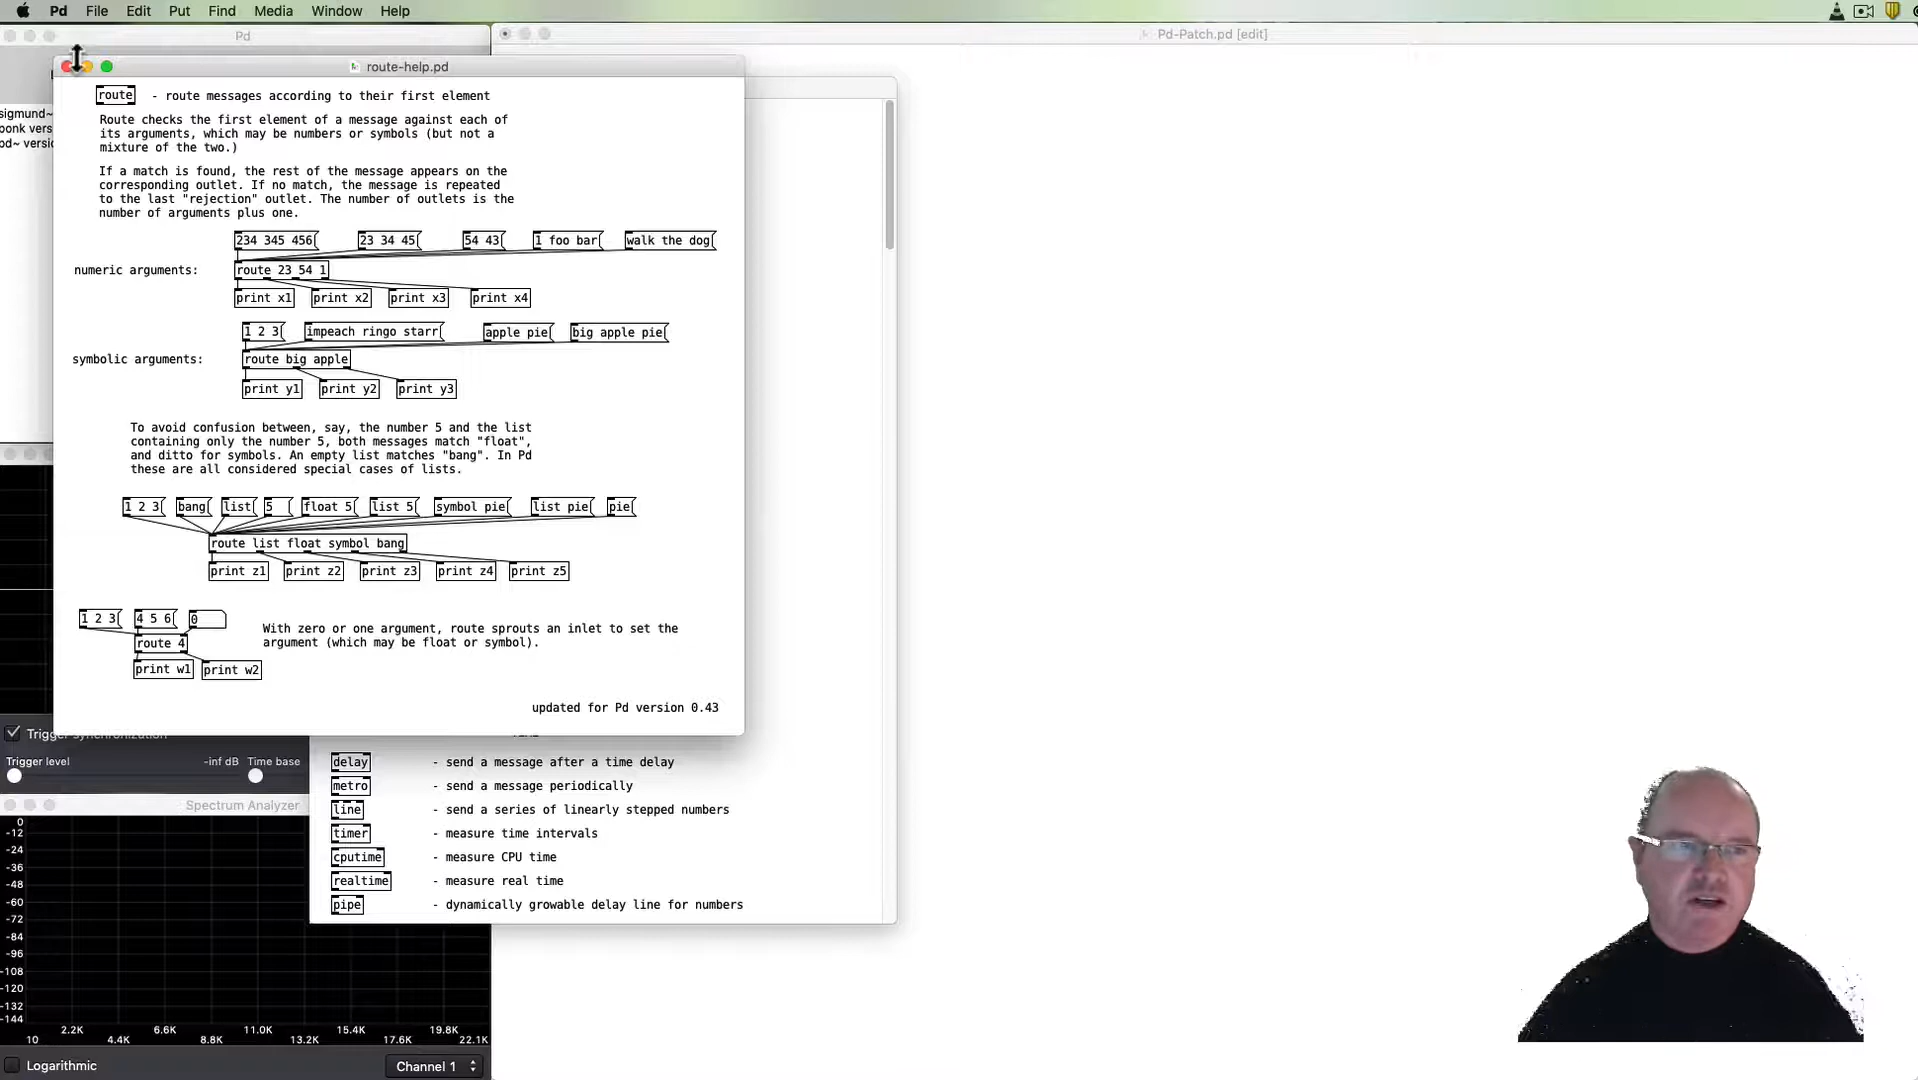 Pd File Edit Put Find Media Window Help
Pd
Pd-Patch.pd [edit]
route-help.pd
sigmund~
bonk vers
pd~ versio
route - route messages according to their first element
Route checks the first element of a message against each of
its arguments, which may be numbers or symbols (but not a
mixture of the two.)
If a match is found, the rest of the message appears on the
corresponding outlet. If no match, the message is repeated
to the last "rejection" outlet. The number of outlets is the
number of arguments plus one.
234 345 456 23 34 45 54 43 1 foo bar walk the dog
numeric arguments: route 23 54 1
print x1 print x2 print x3 print x4
1 2 3 impeach ringo starr apple pie big apple pie
symbolic arguments: route big apple
print y1 print y2 print y3
To avoid confusion between, say, the number 5 and the list
containing only the number 5, both messages match "float",
and ditto for symbols. An empty list matches "bang". In Pd
these are all considered special cases of lists.
1 2 3 bang list 5 float 5 list 5 symbol pie list pie pie
route list float symbol bang
print z1 print z2 print z3 print z4 print z5
1 2 3 4 5 6 0
route 4
print w1 print w2
With zero or one argument, route sprouts an inlet to set the
argument (which may be float or symbol).
updated for Pd version 0.43
Trigger synchronization
Trigger level -inf dB Time base
delay - send a message after a time delay
metro - send a message periodically
line - send a series of linearly stepped numbers
timer - measure time intervals
cputime - measure CPU time
realtime - measure real time
pipe - dynamically growable delay line for numbers
Spectrum Analyzer
0
-12
-24
-36
-48
-60
-72
-84
-96
-108
-120
-132
-144
2.2K 6.6K 11.0K 15.4K 19.8K
10 4.4K 8.8K 13.2K 17.6K 22.1K
Logarithmic Channel 1